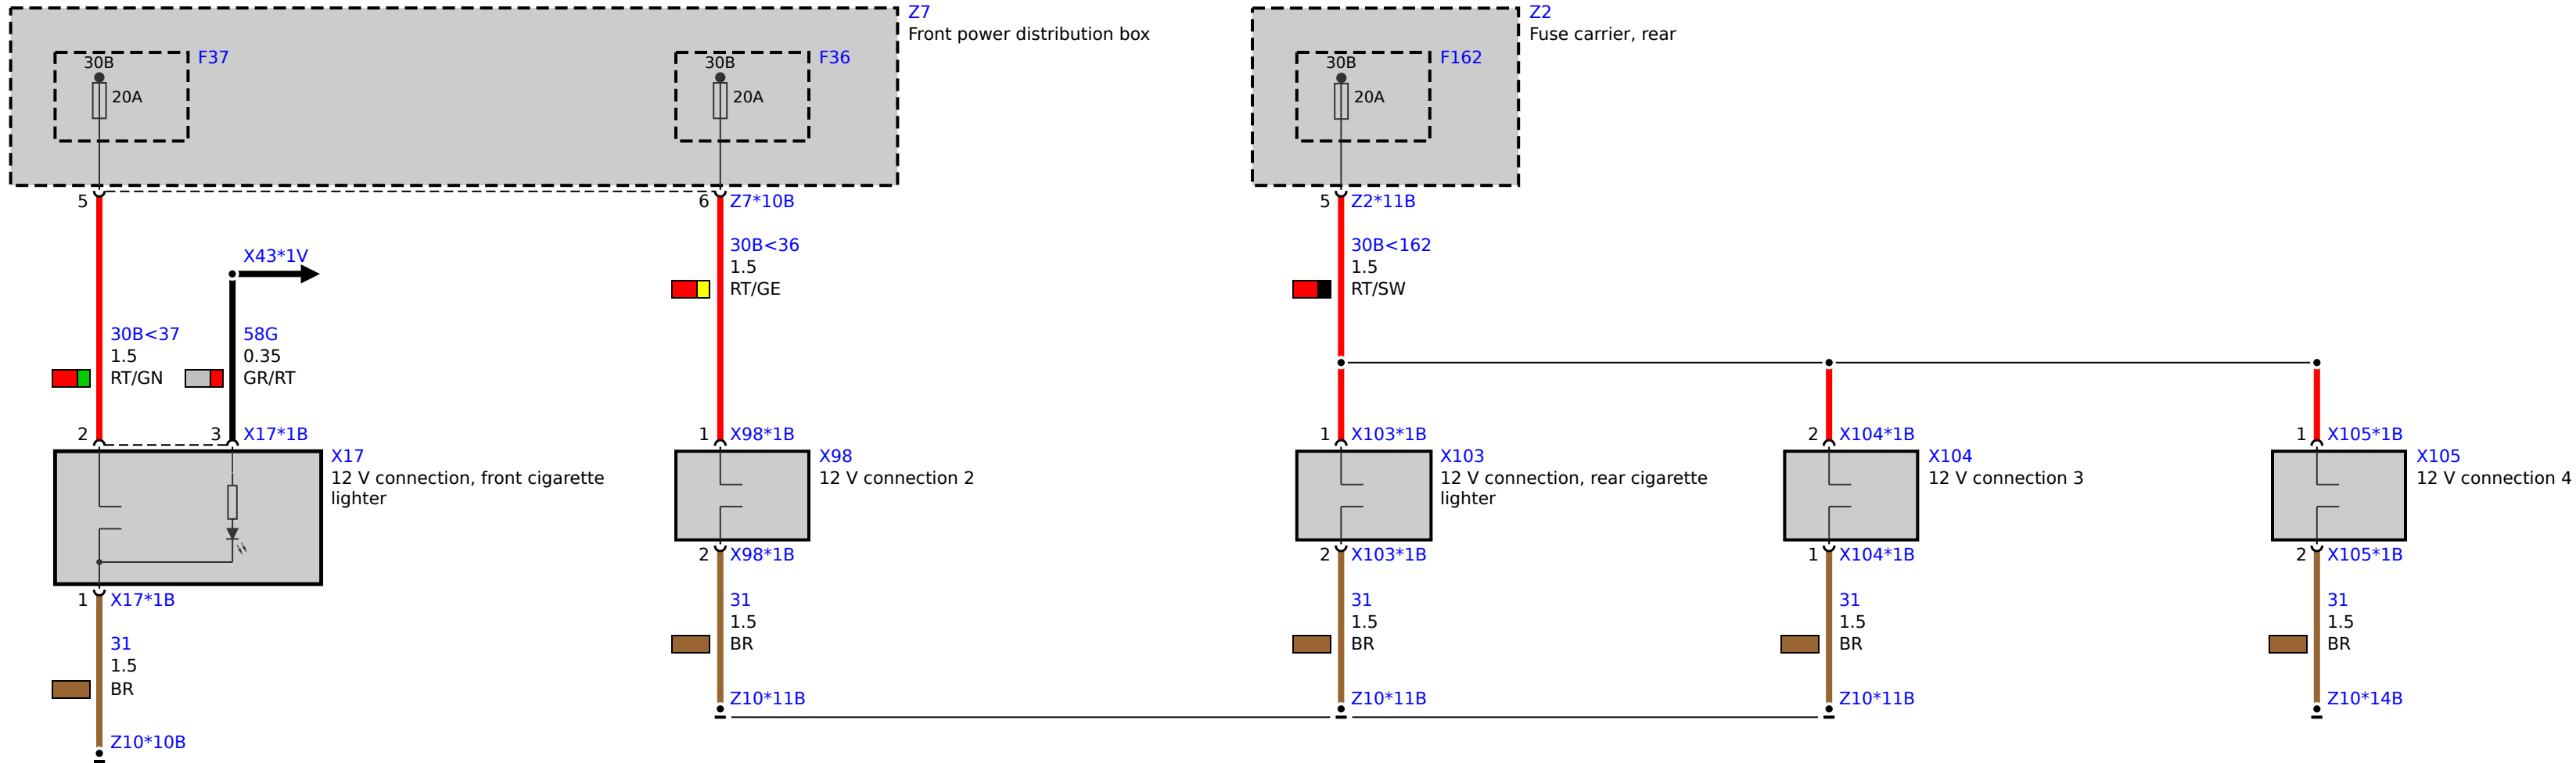 Z7
Front power distribution box
Z2
Fuse carrier, rear
30B
F37
20A
30B
F36
20A
30B
F162
20A
5
6
Z7*10B
5
Z2*11B
30B<36
1.5
RT/GE
30B<162
1.5
RT/SW
X43*1V
30B<37
1.5
RT/GN
58G
0.35
GR/RT
2
3
X17*1B
1
X98*1B
1
X103*1B
2
X104*1B
1
X105*1B
X17
12 V connection, front cigarette
lighter
X98
12 V connection 2
X103
12 V connection, rear cigarette
lighter
X104
12 V connection 3
X105
12 V connection 4
2
X98*1B
2
X103*1B
1
X104*1B
2
X105*1B
1
X17*1B
31
1.5
BR
31
1.5
BR
31
1.5
BR
31
1.5
BR
31
1.5
BR
Z10*11B
Z10*11B
Z10*11B
Z10*14B
Z10*10B